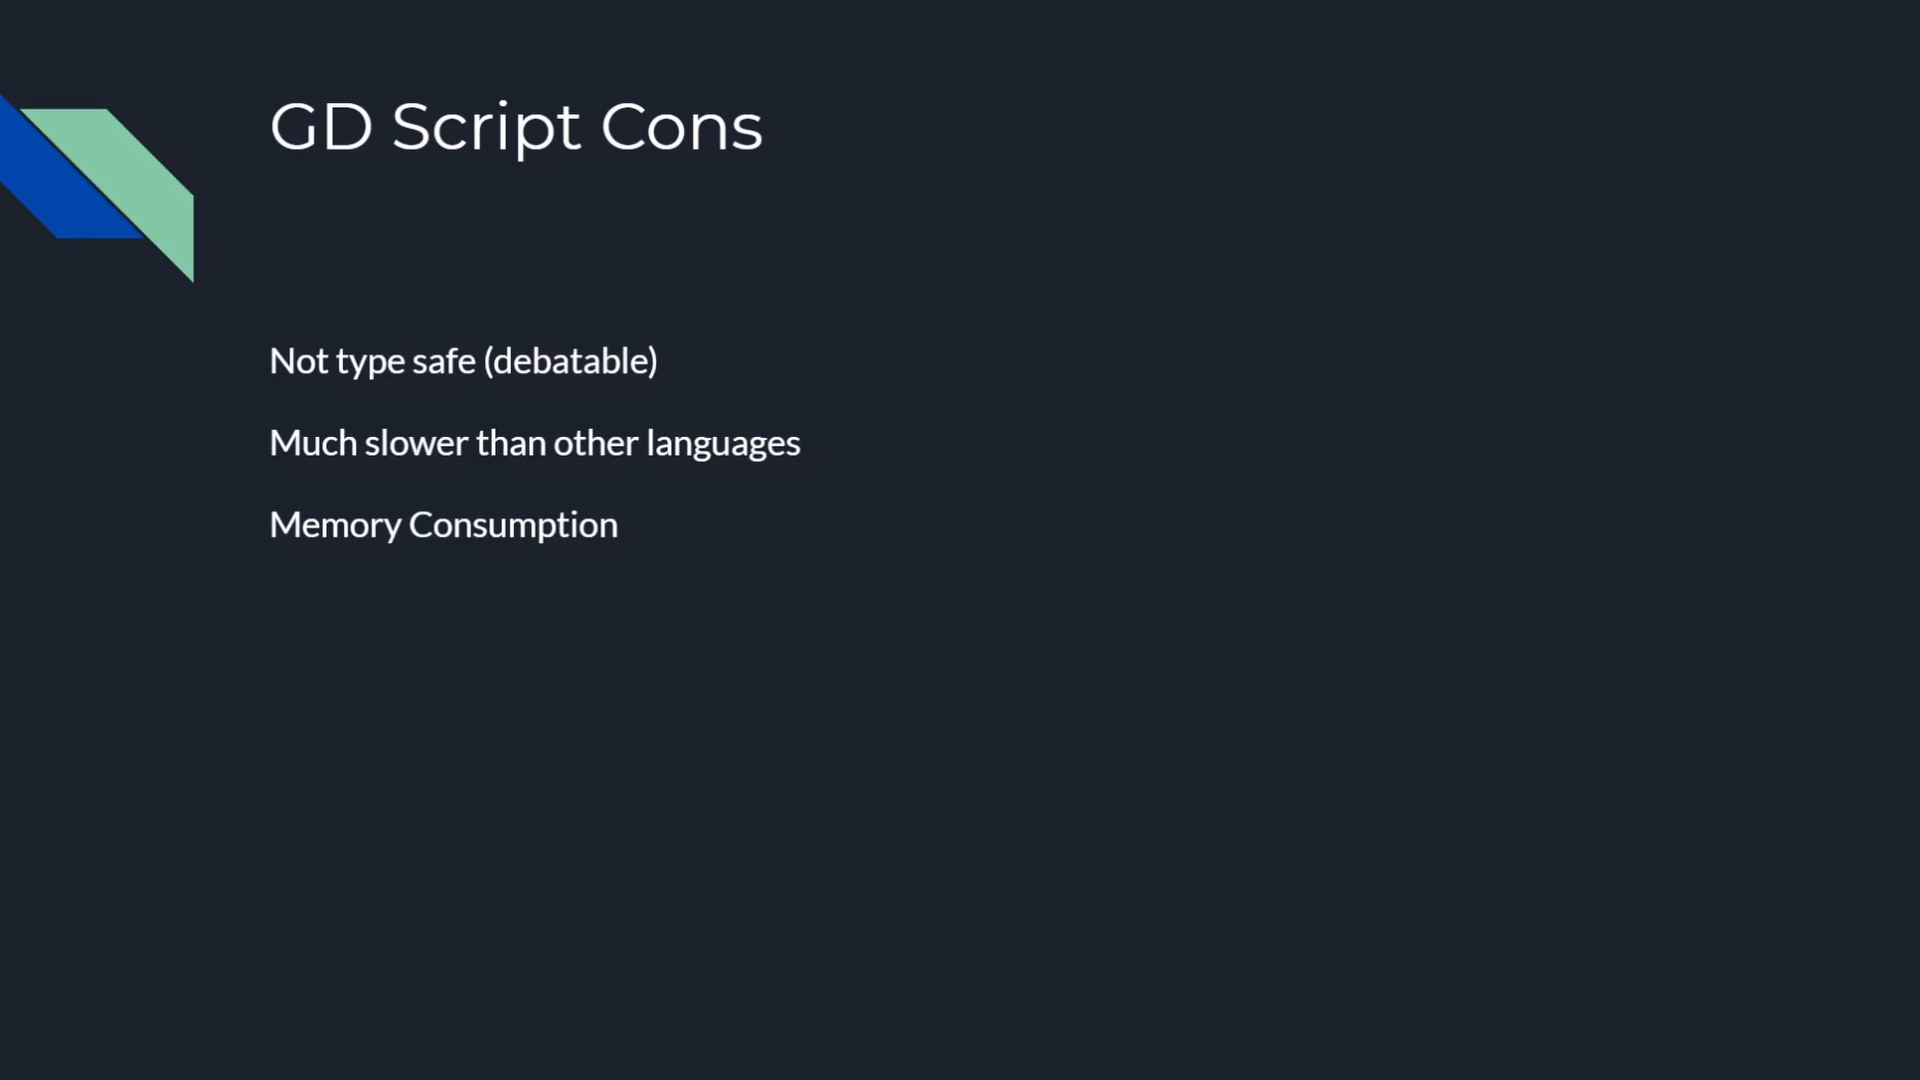 GD Script Cons
Not type safe (debatable)
Much slower than other languages
Memory Consumption